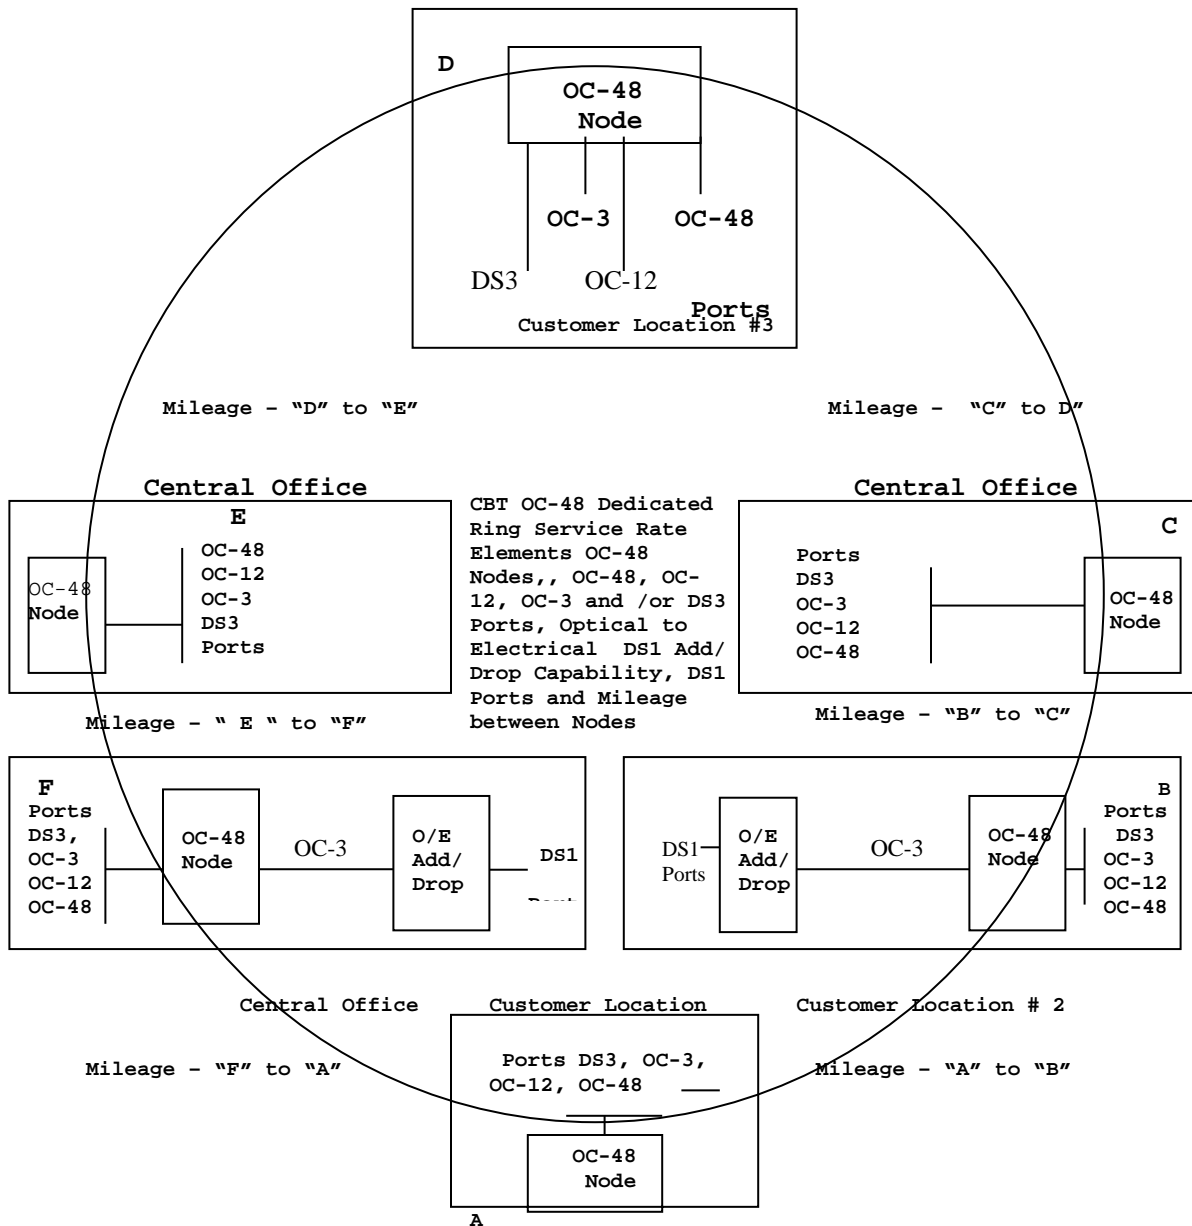 D
OC-48
Node
OC-3
OC-48
DS3
OC-12
Ports
Customer Location #3
Mileage – “D” to “E”
Mileage –  “C” to D”
Central Office
E
OC-48
OC-12
OC-3
DS3
Ports
OC-48
Node
CBT OC-48 Dedicated
Ring Service Rate
Elements OC-48
Nodes,, OC-48, OC-
12, OC-3 and /or DS3
Ports, Optical to
Electrical  DS1 Add/
Drop Capability, DS1
Ports and Mileage
between Nodes
Central Office
C
Ports
DS3
OC-3
OC-12
OC-48
OC-48
Node
Mileage – “ E “ to “F”
Mileage – “B” to “C”
F
Ports
DS3,
OC-3
OC-12
OC-48
OC-48
Node
OC-3
O/E
Add/
Drop
DS1
DS1
Ports
O/E
Add/
Drop
OC-3
OC-48
Node
B
Ports
DS3
OC-3
OC-12
OC-48
Central Office
Customer Location
Customer Location # 2
Mileage – “F” to “A”
Ports DS3, OC-3,
OC-12, OC-48
Mileage – “A” to “B”
OC-48
Node
A